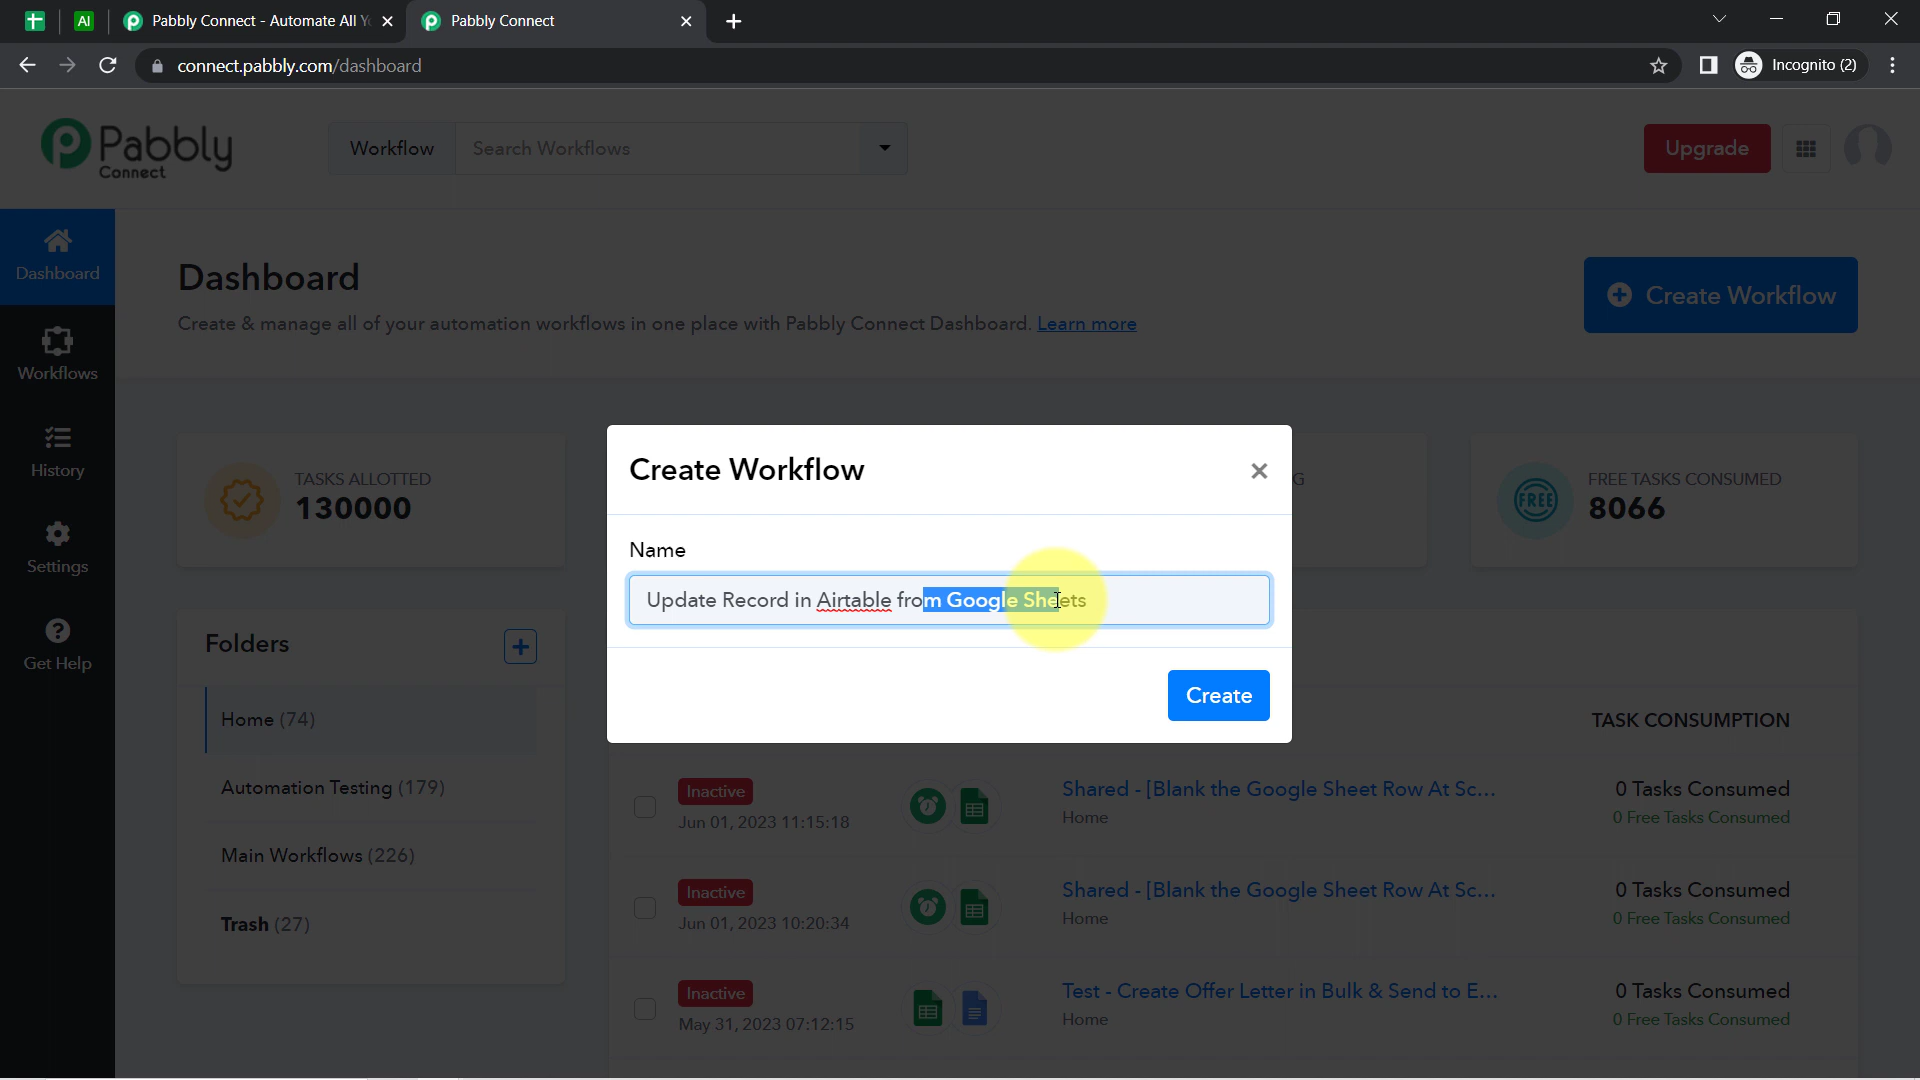 AI
Pabbly Connect - Automate All Y
Pabbly Connect
connect.pabbly.com/dashboard
Incognito (2)
Pabbly
Connect
Workflow
Search Workflows
Upgrade
Dashboard
Workflows
History
Settings
Get Help
Dashboard
Create & manage all of your automation workflows in one place with Pabbly Connect Dashboard. Learn more
Create Workflow
TASKS ALLOTTED
130000
G
FREE
FREE TASKS CONSUMED
8066
Create Workflow
Name
Update Record in Airtable from Google Sheets
Create
Folders
Home (74)
Automation Testing (179)
Main Workflows (226)
Trash (27)
TASK CONSUMPTION
Inactive
Jun 01, 2023 11:15:18
Shared - [Blank the Google Sheet Row At Sc...
Home
0 Tasks Consumed
0 Free Tasks Consumed
Inactive
Jun 01, 2023 10:20:34
Shared - [Blank the Google Sheet Row At Sc...
Home
0 Tasks Consumed
0 Free Tasks Consumed
Inactive
May 31, 2023 07:12:15
Test - Create Offer Letter in Bulk & Send to E...
Home
0 Tasks Consumed
0 Free Tasks Consumed